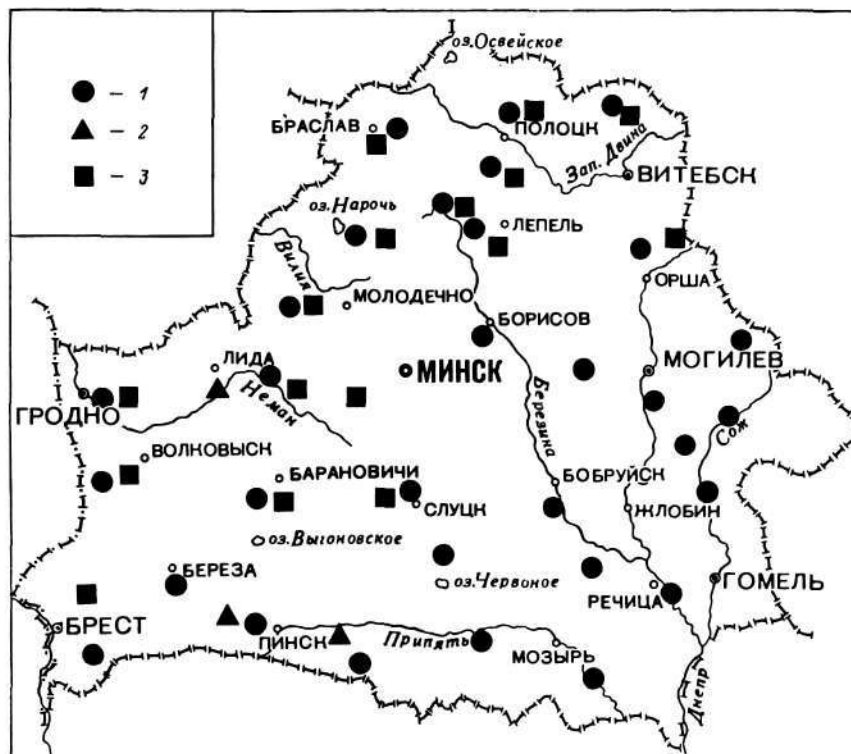 - 1
- 2
- 3
оз.Освейское
БРАСЛАВ
ПОЛОЦК
Зап. Двина
ВИТЕБСК
оз.Нарочь
ЛЕПЕЛЬ
Вилия
ОРША
МОЛОДЕЧНО
БОРИСОВ
ЛИДА
МИНСК
МОГИЛЕВ
ГРОДНО
Неман
Березина
Сож
ВОЛКОВЫСК
БАРАНОВИЧИ
БОБРУЙСК
СЛУЦК
ЖЛОБИН
оз.Выгоновское
БЕРЕЗА
оз.Червоное
ГОМЕЛЬ
РЕЧИЦА
БРЕСТ
ПИНСК
Припять
МОЗЫРЬ
Днепр